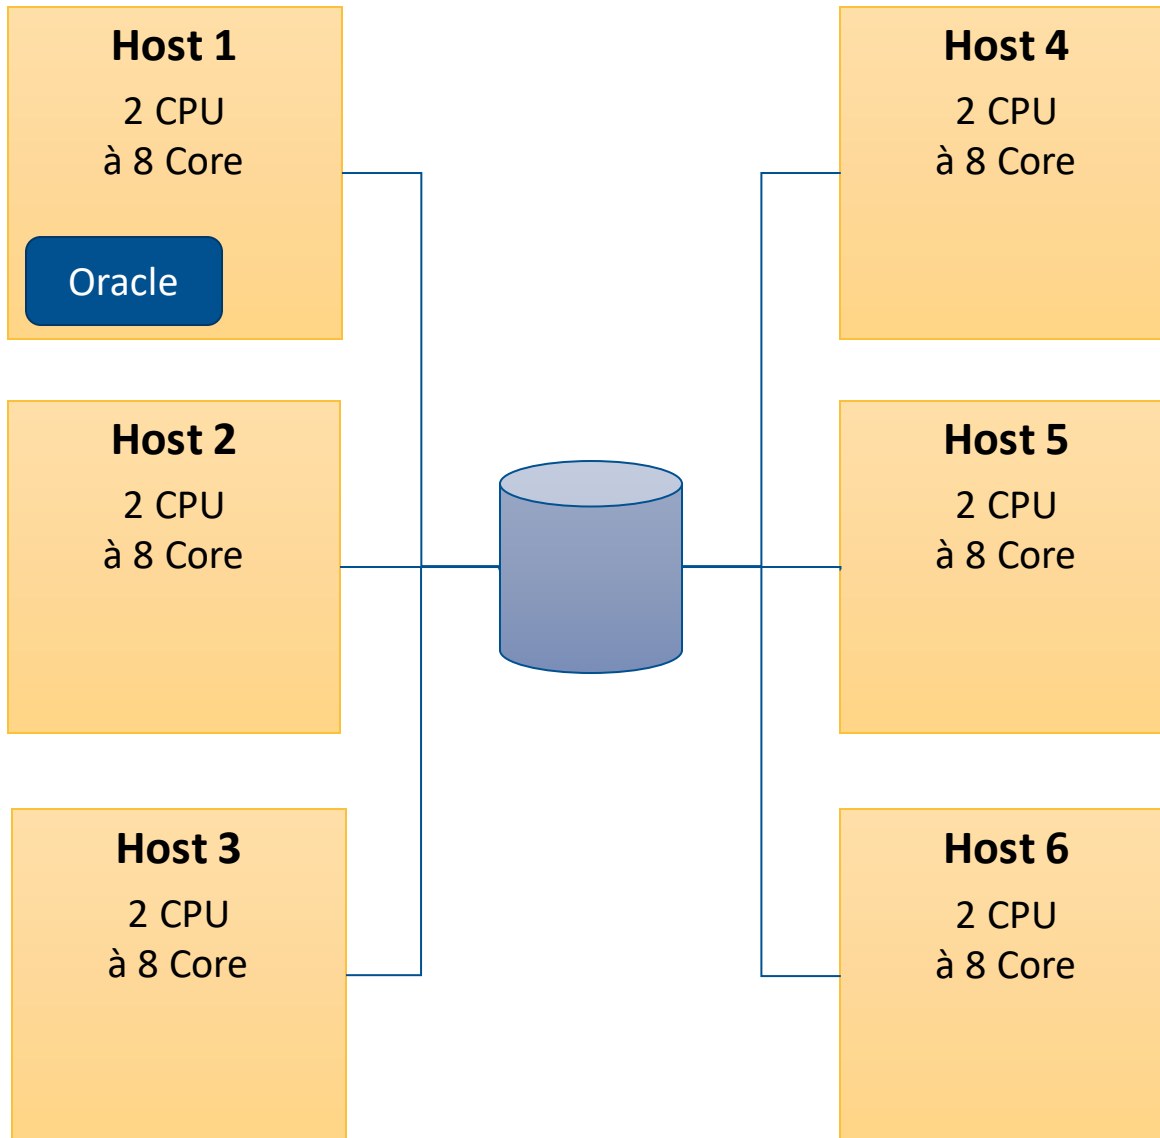 Host 1
2 CPU
à 8 Core
Oracle
Host 4
2 CPU
à 8 Core
Host 2
2 CPU
à 8 Core
Host 5
2 CPU
à 8 Core
Host 3
2 CPU
à 8 Core
Host 6
2 CPU
à 8 Core